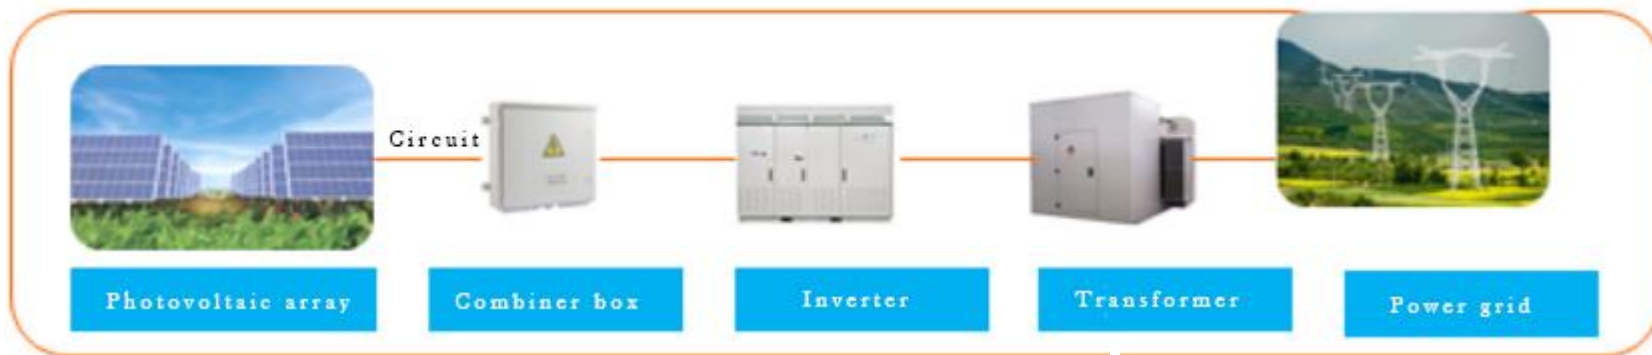 Circuit
Photovoltaic array
Combiner box
Inverter
Transformer
Power grid